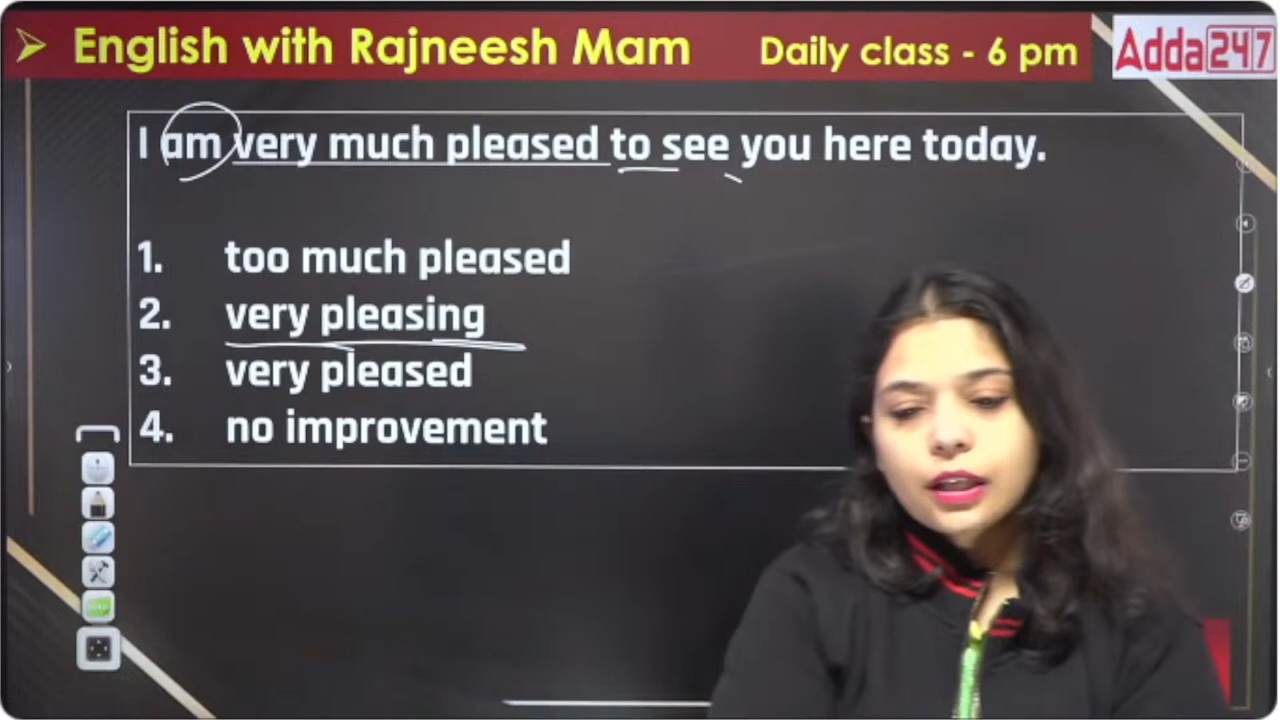 English with Rajneesh Mam Daily class - 6 pm Adda247
I am very much pleased to see you here today.
1. too much pleased
2. very pleasing
3. very pleased
4. no improvement